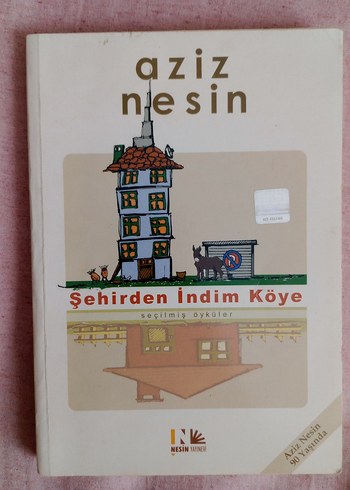 aziz
nesin
Şehirden İndim Köye
seçilmiş öyküler
NESİN YAYINEVİ
Aziz Nesin
90 Yaşında